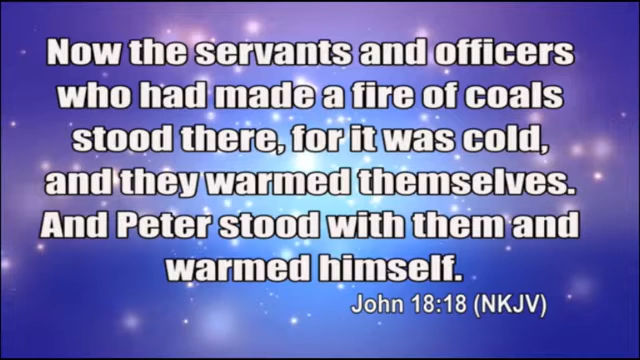 Now the servants and officers
who had made a fire of coals
stood there, for it was cold,
and they warmed themselves.
And Peter stood with them and
warmed himself.
John 18:18 (NKJV)